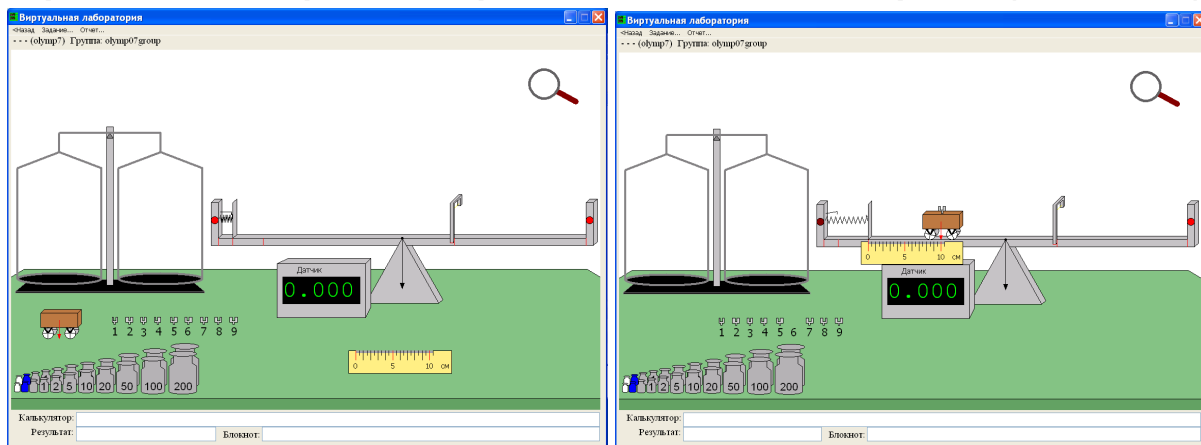 Виртуальная лаборатория
<Назад Задание... Отчет...
- - - (olymp7) Группа: olymp07group
Датчик
0.000
1 2 3 4 5 6 7 8 9
0 5 10 см
1 2 5 10 20 50 100 200
Калькулятор:
Результат: Блокнот:
Виртуальная лаборатория
<Назад Задание... Отчет...
- - - (olymp7) Группа: olymp07group
0 5 10 см
Датчик
0.000
1 2 3 4 5 6 7 8 9
1 2 5 10 20 50 100 200
Калькулятор:
Результат: Блокнот: